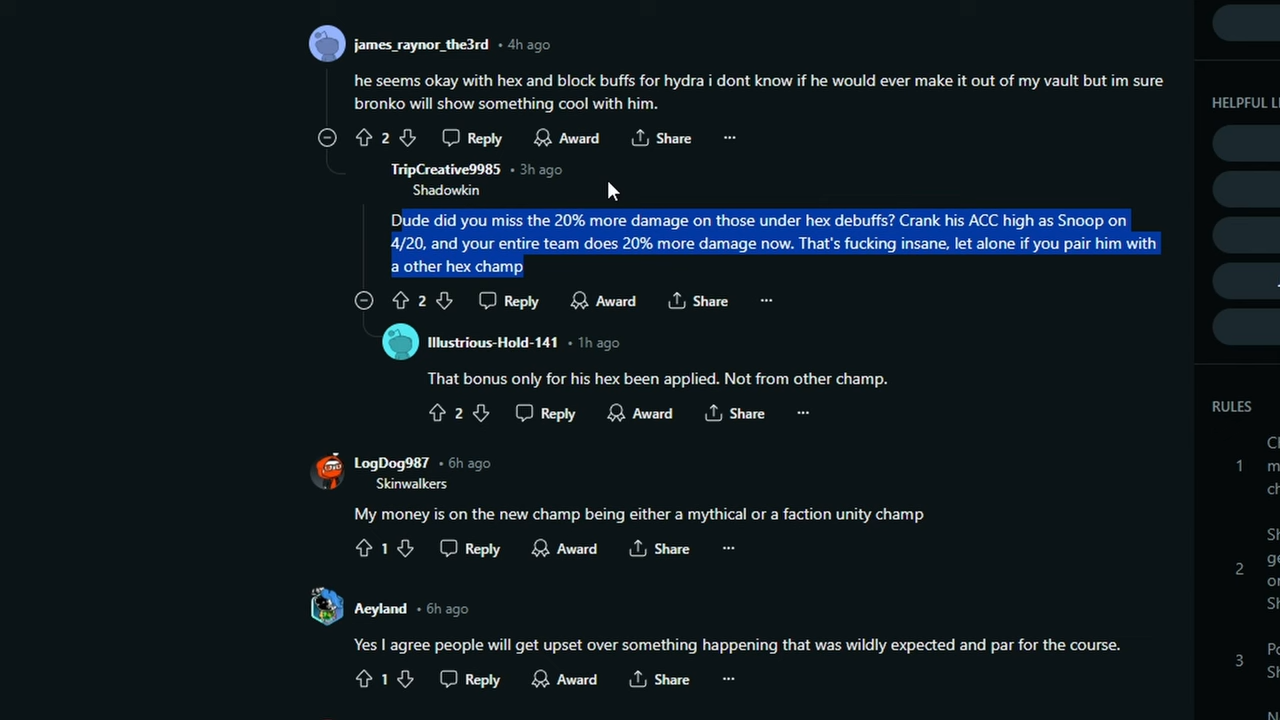 james_raynor_the3rd • 4h ago
he seems okay with hex and block buffs for hydra i dont know if he would ever make it out of my vault but im sure
bronko will show something cool with him.
2 Reply Award Share ...
TripCreative9985 • 3h ago
Shadowkin
Dude did you miss the 20% more damage on those under hex debuffs? Crank his ACC high as Snoop on
4/20, and your entire team does 20% more damage now. That's fucking insane, let alone if you pair him with
a other hex champ
2 Reply Award Share ...
Illustrious-Hold-141 • 1h ago
That bonus only for his hex been applied. Not from other champ.
2 Reply Award Share ...
LogDog987 • 6h ago
Skinwalkers
My money is on the new champ being either a mythical or a faction unity champ
1 Reply Award Share ...
Aeyland • 6h ago
Yes I agree people will get upset over something happening that was wildly expected and par for the course.
1 Reply Award Share ...
HELPFUL
RULES
1
2
3